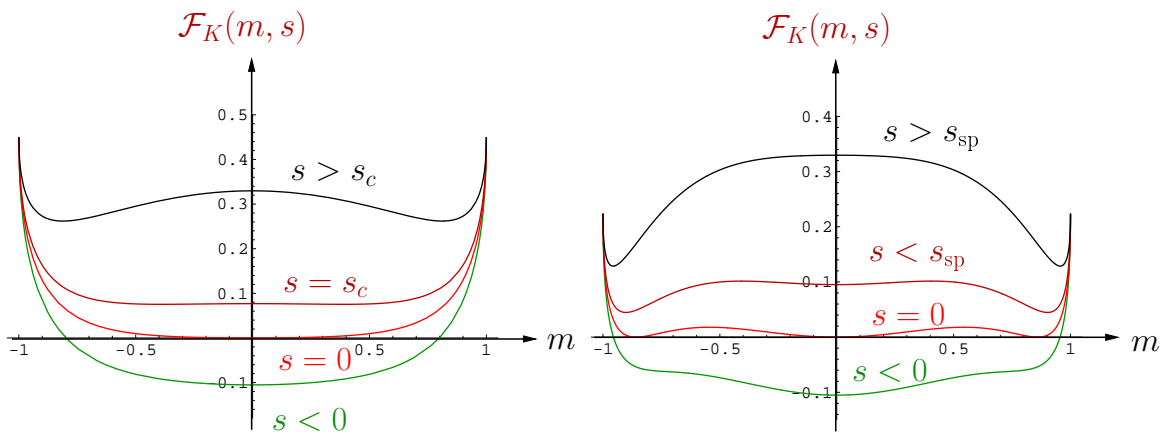 𝓕_K(m, s)
0.5
0.4
s > s_c
0.3
0.2
s = s_c
0.1
-1 -0.5 0.5 1 m
s = 0
0.1
s < 0
𝓕_K(m, s)
0.4
s > s_sp
0.3
0.2
s < s_sp
0.1
s = 0
-1 -0.5 0.5 1 m
s < 0
-0.1